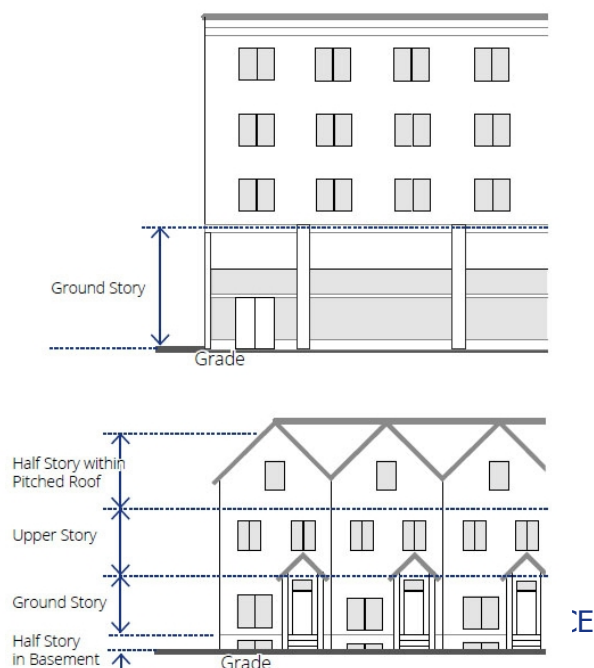 Ground Story
Grade
Half Story within
Pitched Roof
Upper Story
Ground Story
Half Story
in Basement
Grade